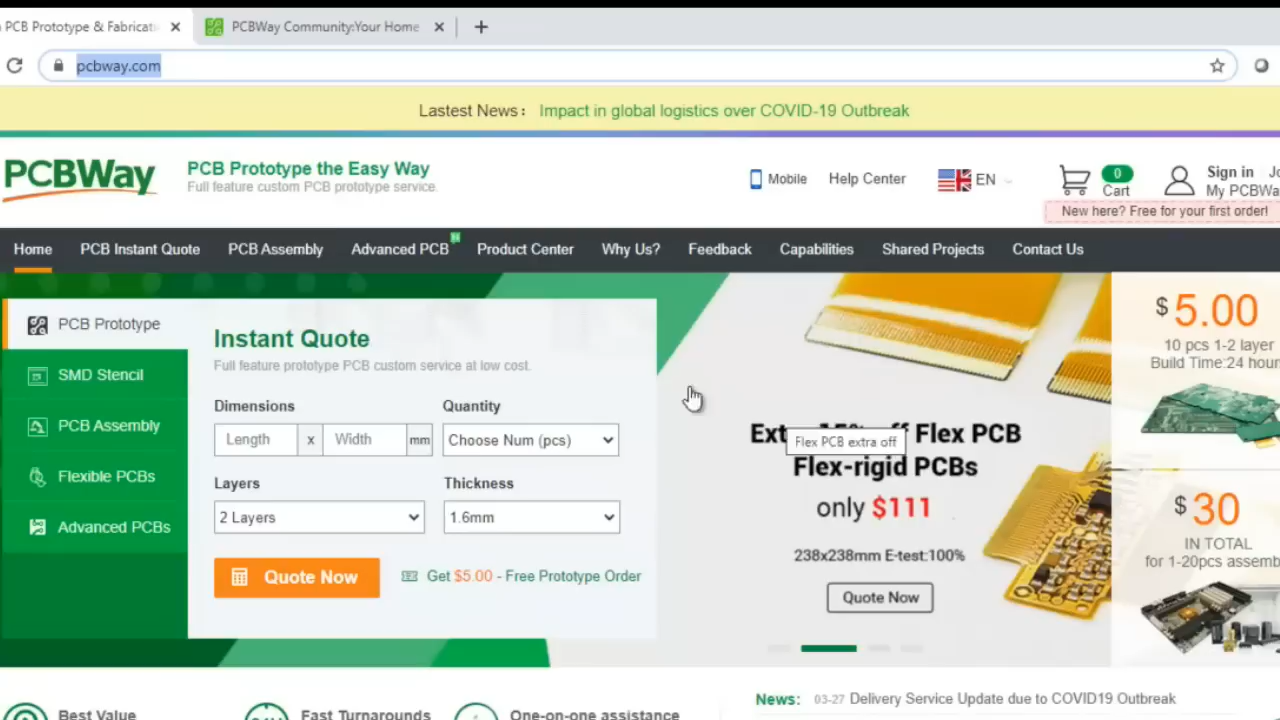 PCB Prototype & Fabricati
PCBWay Community:Your Home
pcbway.com
Lastest News： Impact in global logistics over COVID-19 Outbreak
PCBWay
PCB Prototype the Easy Way
Full feature custom PCB prototype service.
Mobile
Help Center
EN
0
Cart
Sign in
My PCBWa
New here? Free for your first order!
Home
PCB Instant Quote
PCB Assembly
Advanced PCB
Product Center
Why Us?
Feedback
Capabilities
Shared Projects
Contact Us
PCB Prototype
SMD Stencil
PCB Assembly
Flexible PCBs
Advanced PCBs
Instant Quote
Full feature prototype PCB custom service at low cost.
Dimensions
Quantity
Length x Width mm
Choose Num (pcs)
Layers
Thickness
2 Layers
1.6mm
Quote Now
Get $5.00 - Free Prototype Order
off Flex PCB
Flex PCB extra off
Flex-rigid PCBs
only $111
238x238mm E-test:100%
Quote Now
$5.00
10 pcs 1-2 layer
Build Time:24 hour
$30
IN TOTAL
for 1-20pcs assemb
Best Value
Fast Turnarounds
One-on-one assistance
News: 03-27 Delivery Service Update due to COVID19 Outbreak